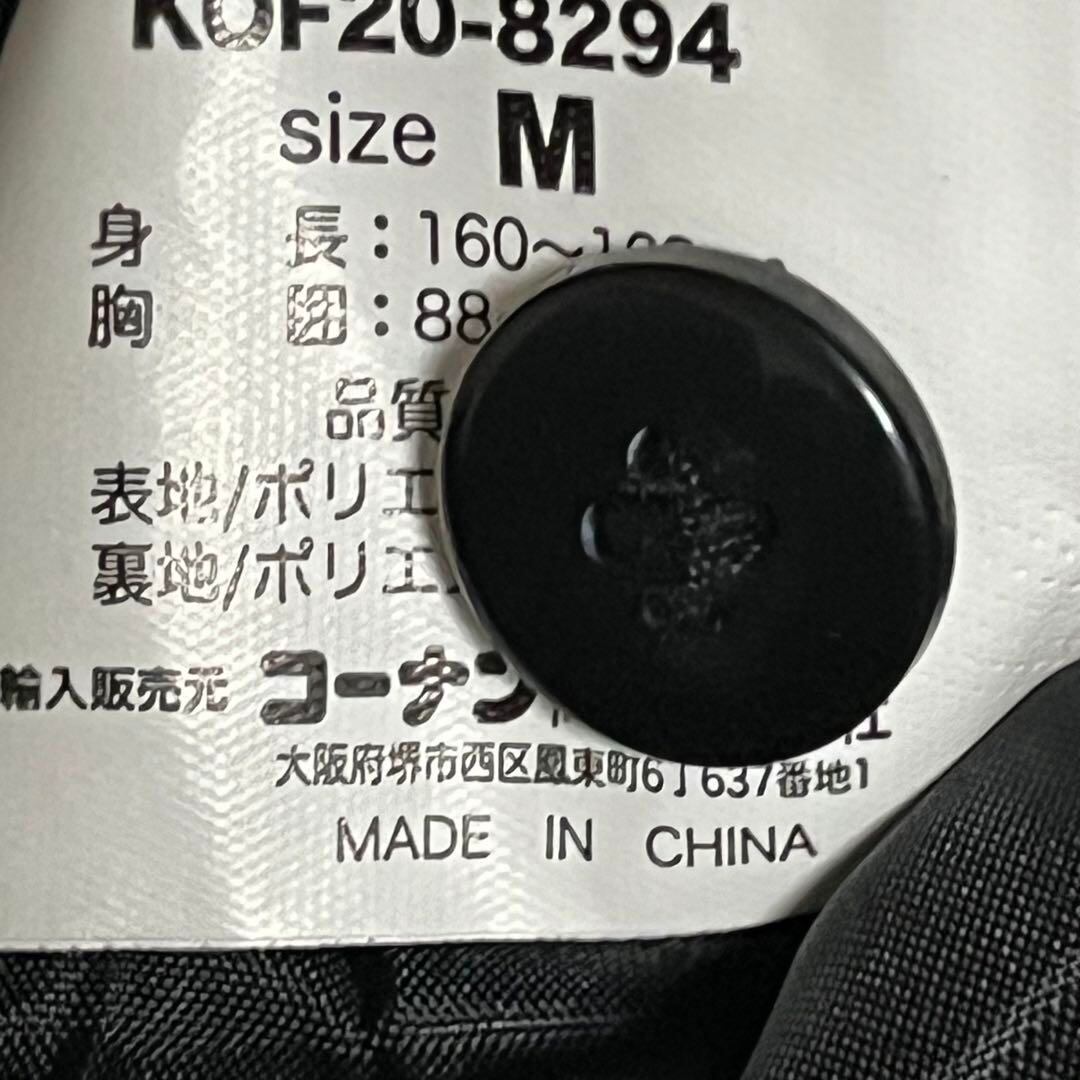 KOF20-8294
size M
身 長：160～
胸 囲：88
品質
表地/ポリエ
裏地/ポリエ
輸入販売元 コーナン 社
大阪府堺市西区鳳東町6丁637番地1
MADE IN CHINA